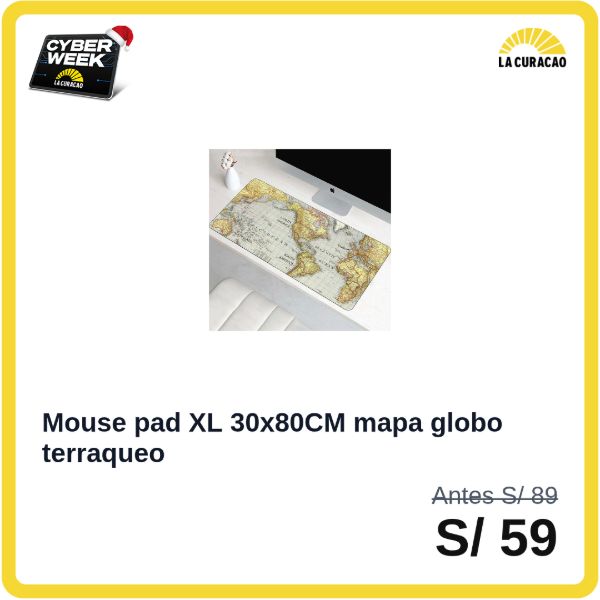 CYBER
WEEK
LA CURACAO
LA CURACAO
Mouse pad XL 30x80CM mapa globo
terraqueo
Antes S/ 89
S/ 59